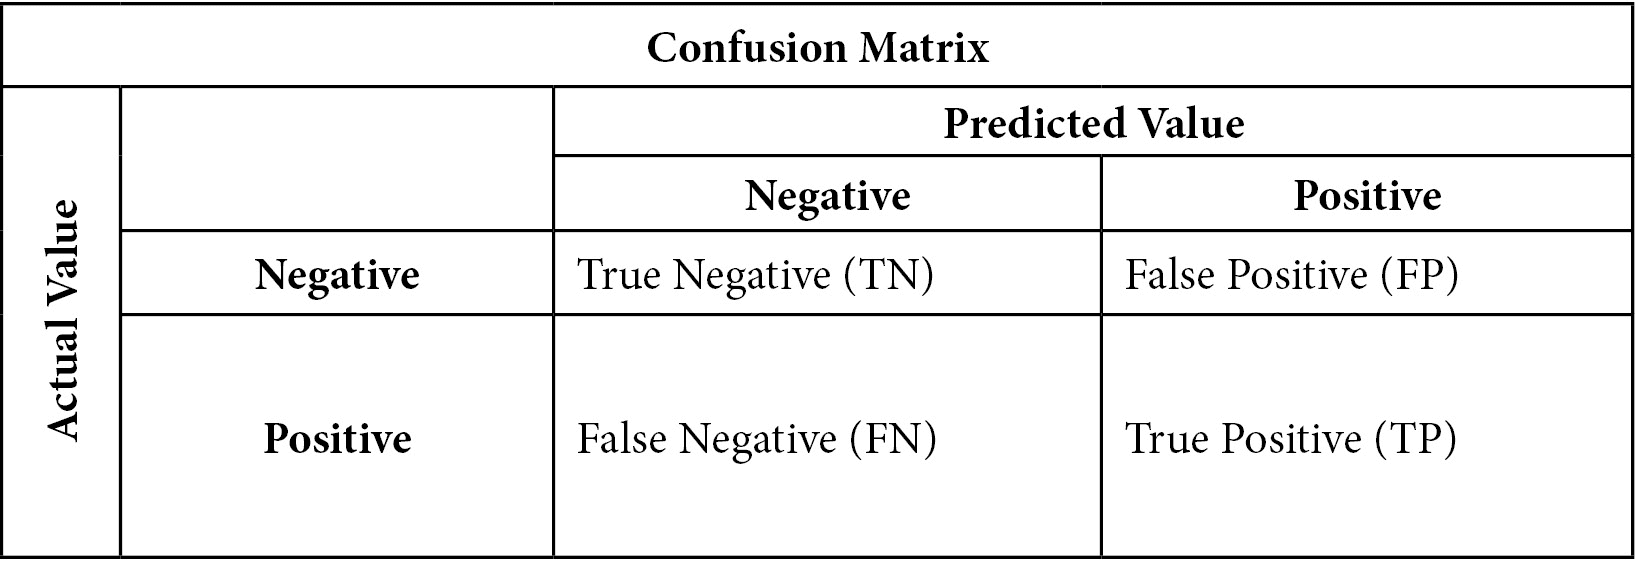 Confusion Matrix
Predicted Value
Negative
Positive
Actual Value
Negative
True Negative (TN)
False Positive (FP)
Positive
False Negative (FN)
True Positive (TP)